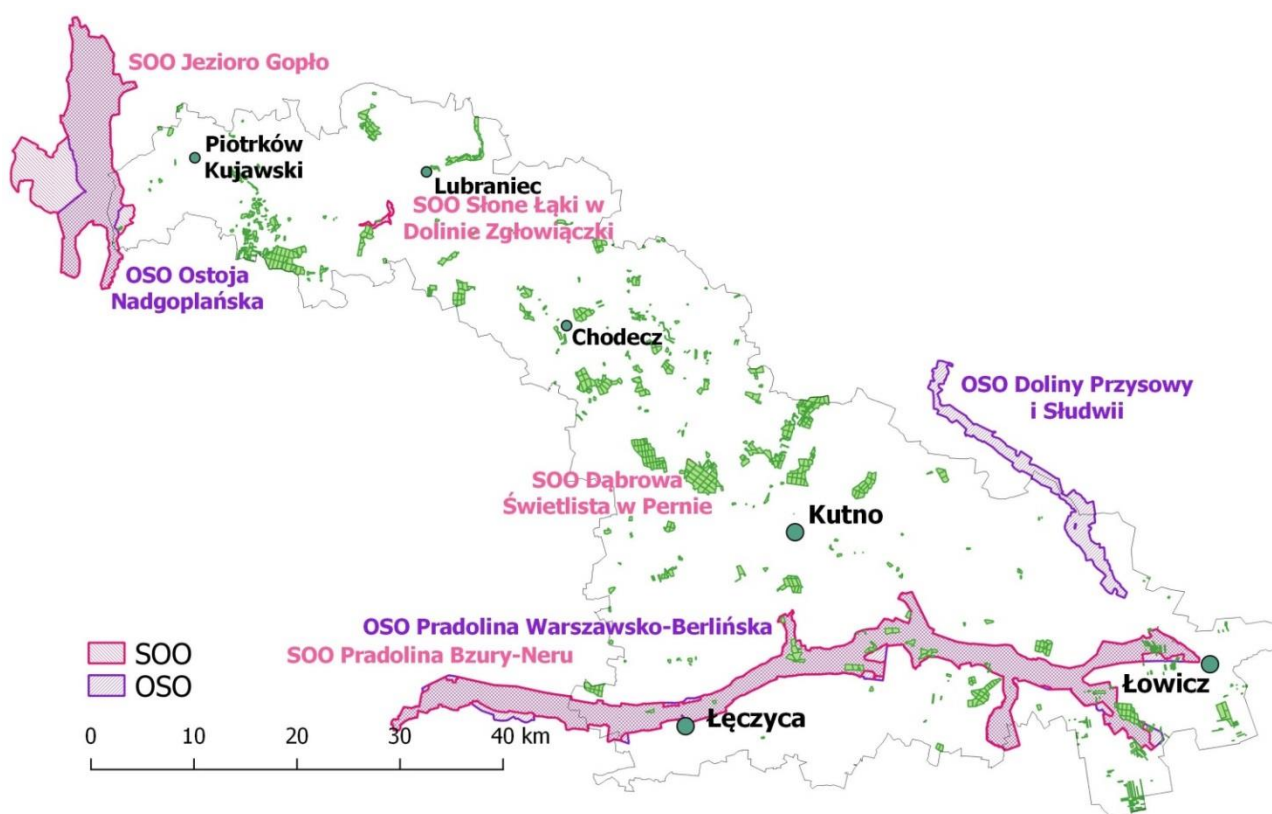 SOO Jezioro Gopło
Piotrków
Kujawski
Lubraniec
SOO Słone Łąki w
Dolinie Zgłowiączki
OSO Ostoja
Nadgoplańska
Chodecz
OSO Doliny Przysowy
i Słudwii
SOO Dąbrowa
Świetlista w Pernie
Kutno
OSO Pradolina Warszawsko-Berlińska
SOO Pradolina Bzury-Neru
SOO
OSO
Łowicz
Łęczyca
0 10 20 30 40 km